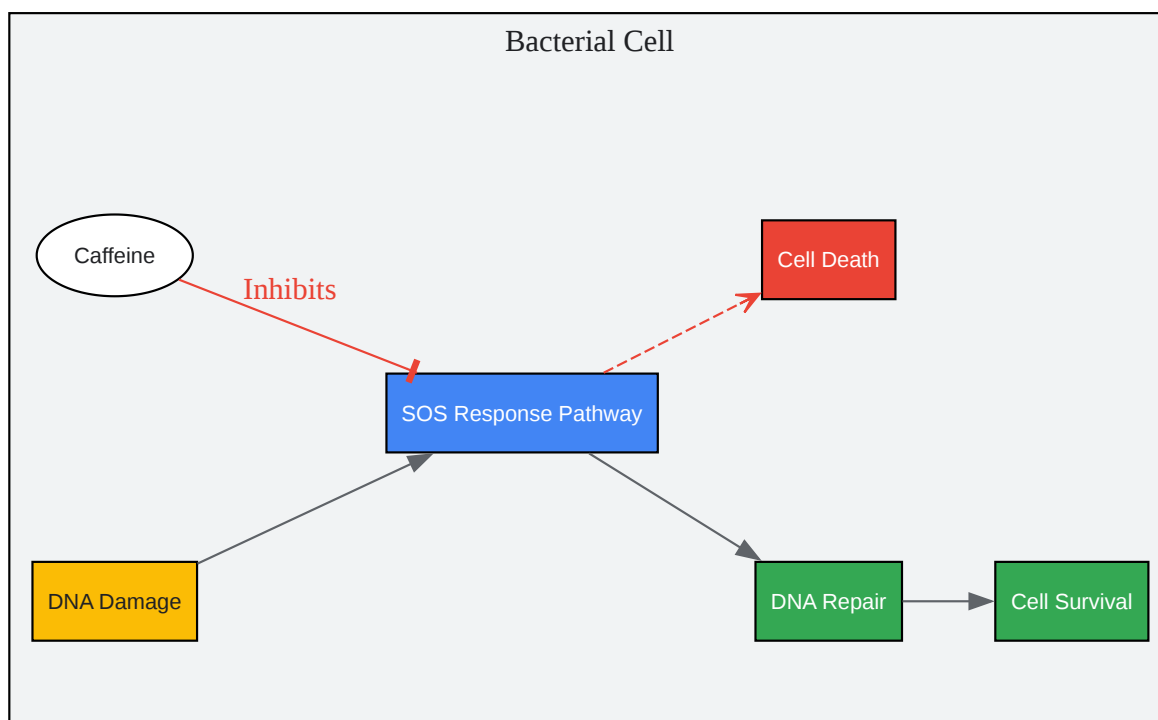 Bacterial Cell
Caffeine
Inhibits
Cell Death
SOS Response Pathway
DNA Damage
DNA Repair
Cell Survival